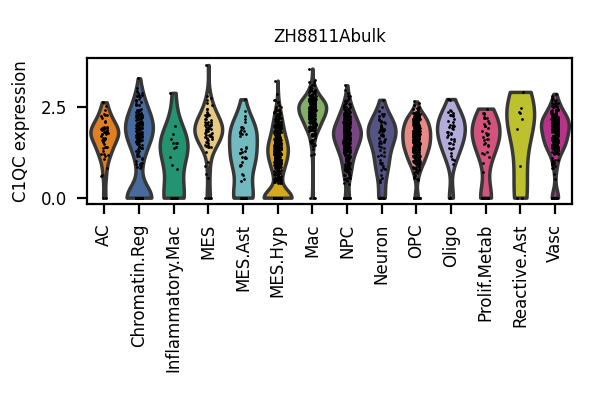 ZH8811Abulk
C1QC expression
2.5
0.0
AC
Chromatin.Reg
Inflammatory.Mac
MES
MES.Ast
MES.Hyp
Mac
NPC
Neuron
OPC
Oligo
Prolif.Metab
Reactive.Ast
Vasc